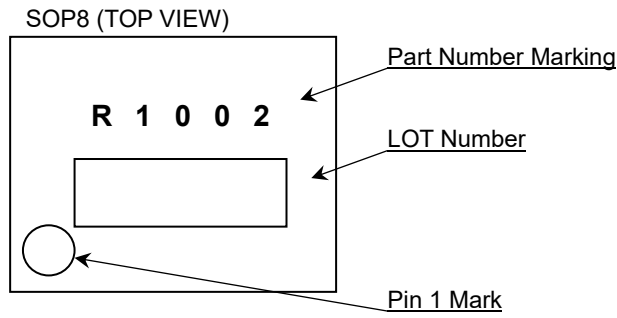 SOP8 (TOP VIEW)
Part Number Marking
R 1 0 0 2
LOT Number
Pin 1 Mark